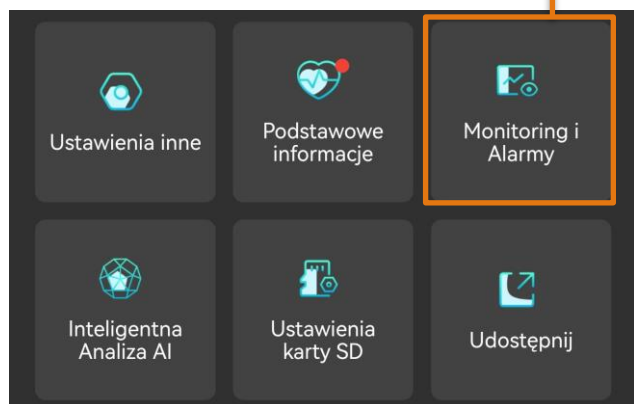 Ustawienia inne
Podstawowe
informacje
Monitoring i
Alarmy
Inteligentna
Analiza AI
Ustawienia
karty SD
Udostępnij